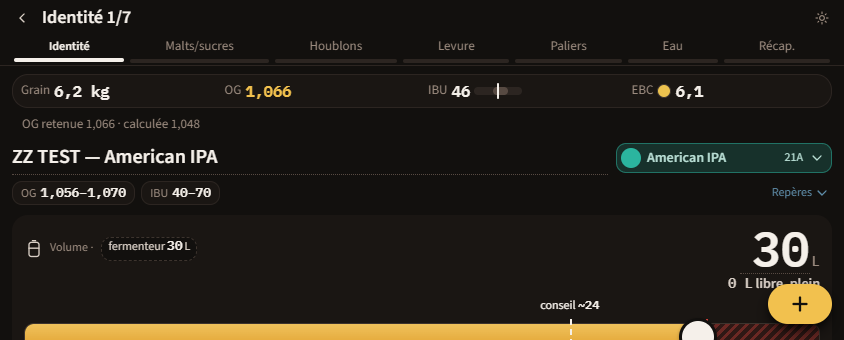 Identité 1/7
Identité Malts/sucres Houblons Levure Paliers Eau Récap.
Grain 6,2 kg OG 1,066 IBU 46 EBC 6,1
OG retenue 1,066 · calculée 1,048
ZZ TEST — American IPA American IPA 21A
OG 1,056–1,070 IBU 40–70 Repères
Volume · fermenteur 30 L 30 L
0 L libre, plein
conseil ~24